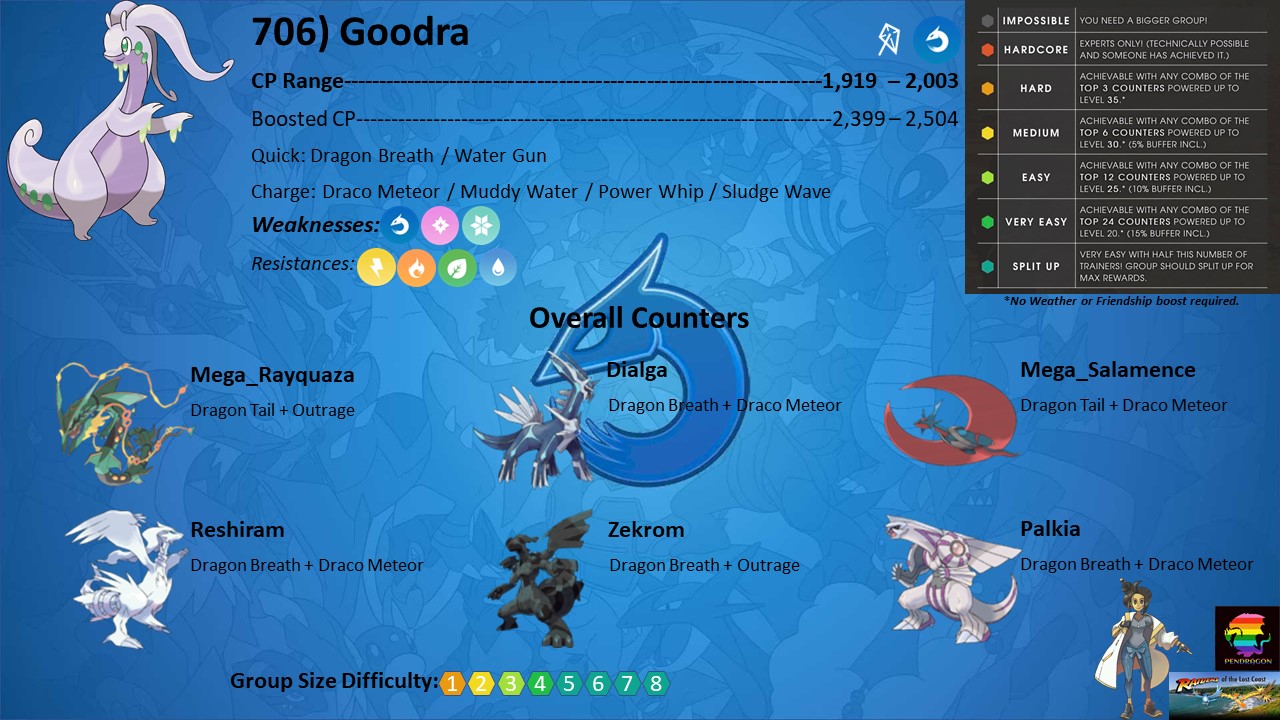 706) Goodra
CP Range-----------------------------------------------------------------------1,919 – 2,003
Boosted CP-----------------------------------------------------------------------2,399 – 2,504
Quick: Dragon Breath / Water Gun
Charge: Draco Meteor / Muddy Water / Power Whip / Sludge Wave
Weaknesses:
Resistances:
IMPOSSIBLE YOU NEED A BIGGER GROUP!
HARDCORE EXPERTS ONLY! (TECHNICALLY POSSIBLE
AND SOMEONE HAS ACHIEVED IT.)
HARD ACHIEVABLE WITH ANY COMBO OF THE
TOP 3 COUNTERS POWERED UP TO
LEVEL 35.*
MEDIUM ACHIEVABLE WITH ANY COMBO OF THE
TOP 6 COUNTERS POWERED UP TO
LEVEL 30.* (5% BUFFER INCL.)
EASY ACHIEVABLE WITH ANY COMBO OF THE
TOP 12 COUNTERS POWERED UP TO
LEVEL 25.* (10% BUFFER INCL.)
VERY EASY ACHIEVABLE WITH ANY COMBO OF THE
TOP 24 COUNTERS POWERED UP TO
LEVEL 20.* (15% BUFFER INCL.)
SPLIT UP VERY EASY WITH HALF THIS NUMBER OF
TRAINERS! GROUP SHOULD SPLIT UP FOR
MAX REWARDS.
*No Weather or Friendship boost required.
Overall Counters
Mega_Rayquaza
Dragon Tail + Outrage
Dialga
Dragon Breath + Draco Meteor
Mega_Salamence
Dragon Tail + Draco Meteor
Reshiram
Dragon Breath + Draco Meteor
Zekrom
Dragon Breath + Outrage
Palkia
Dragon Breath + Draco Meteor
Group Size Difficulty: 1 2 3 4 5 6 7 8
PENDRAGON
RAIDERS of the Lost Coast